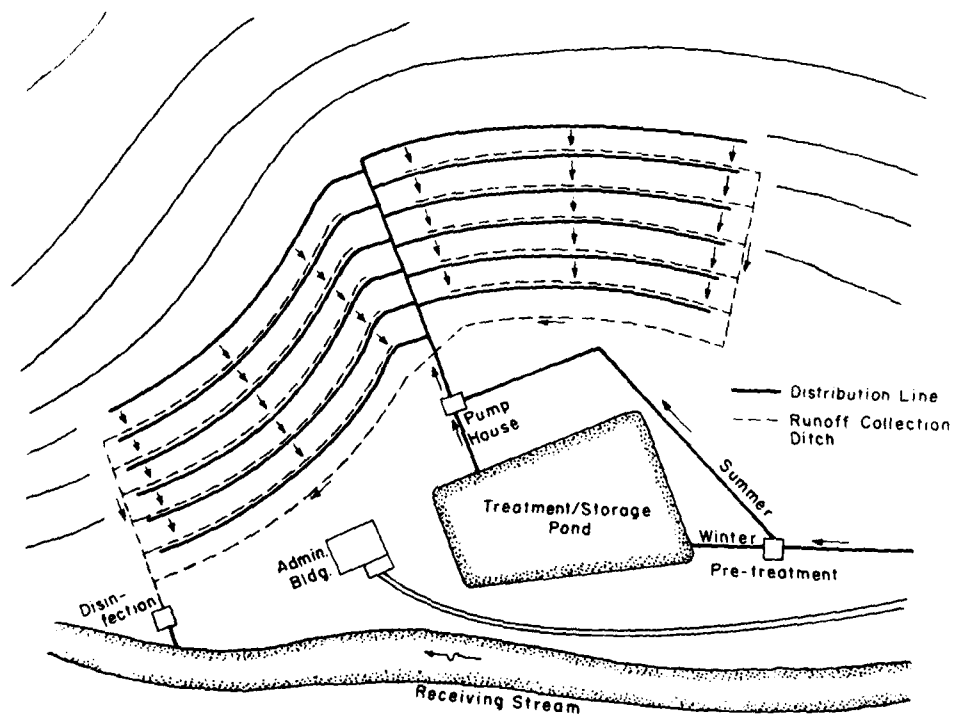 Distribution Line
Runoff Collection
Ditch
Pump
House
Summer
Treatment/Storage
Pond
Winter
Pre-treatment
Admin.
Bldg.
Disin-
fection
Receiving Stream